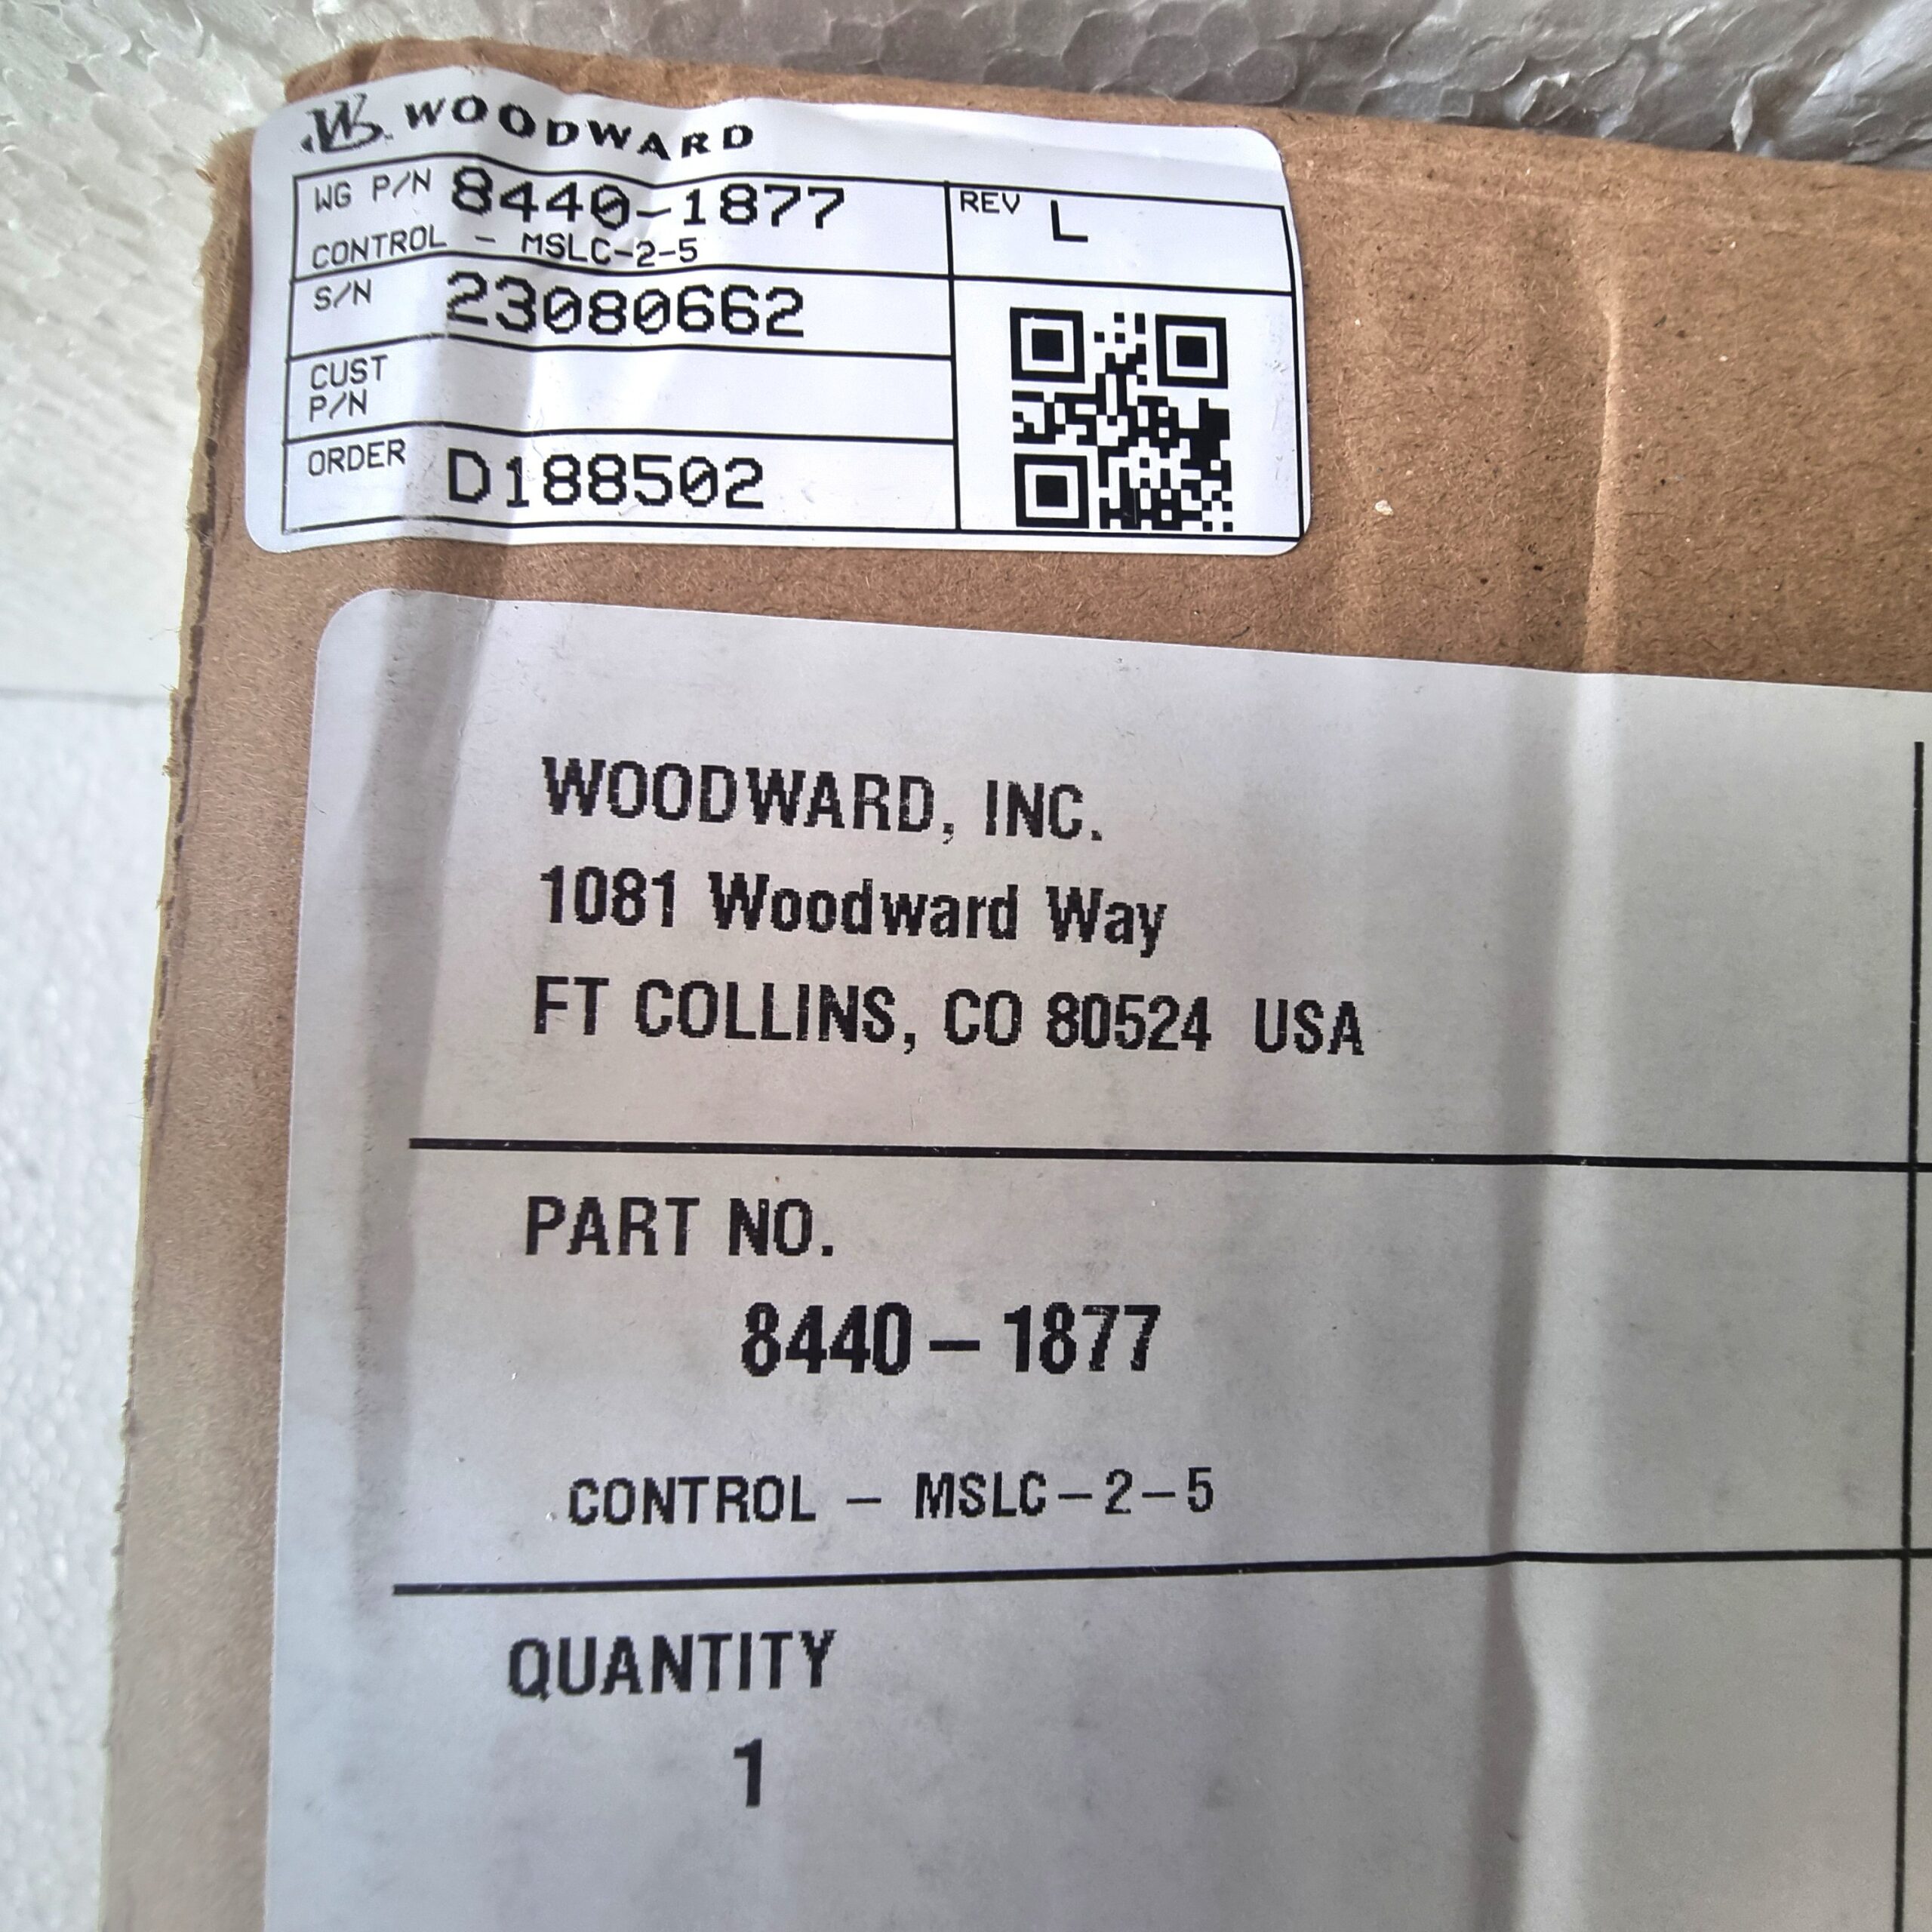 WOODWARD
WG P/N 8440-1877
CONTROL - MSLC-2-5
REV L
S/N 23080662
CUST
P/N
ORDER D188502
WOODWARD, INC.
1081 Woodward Way
FT COLLINS, CO 80524 USA
PART NO.
8440-1877
CONTROL - MSLC-2-5
QUANTITY
1